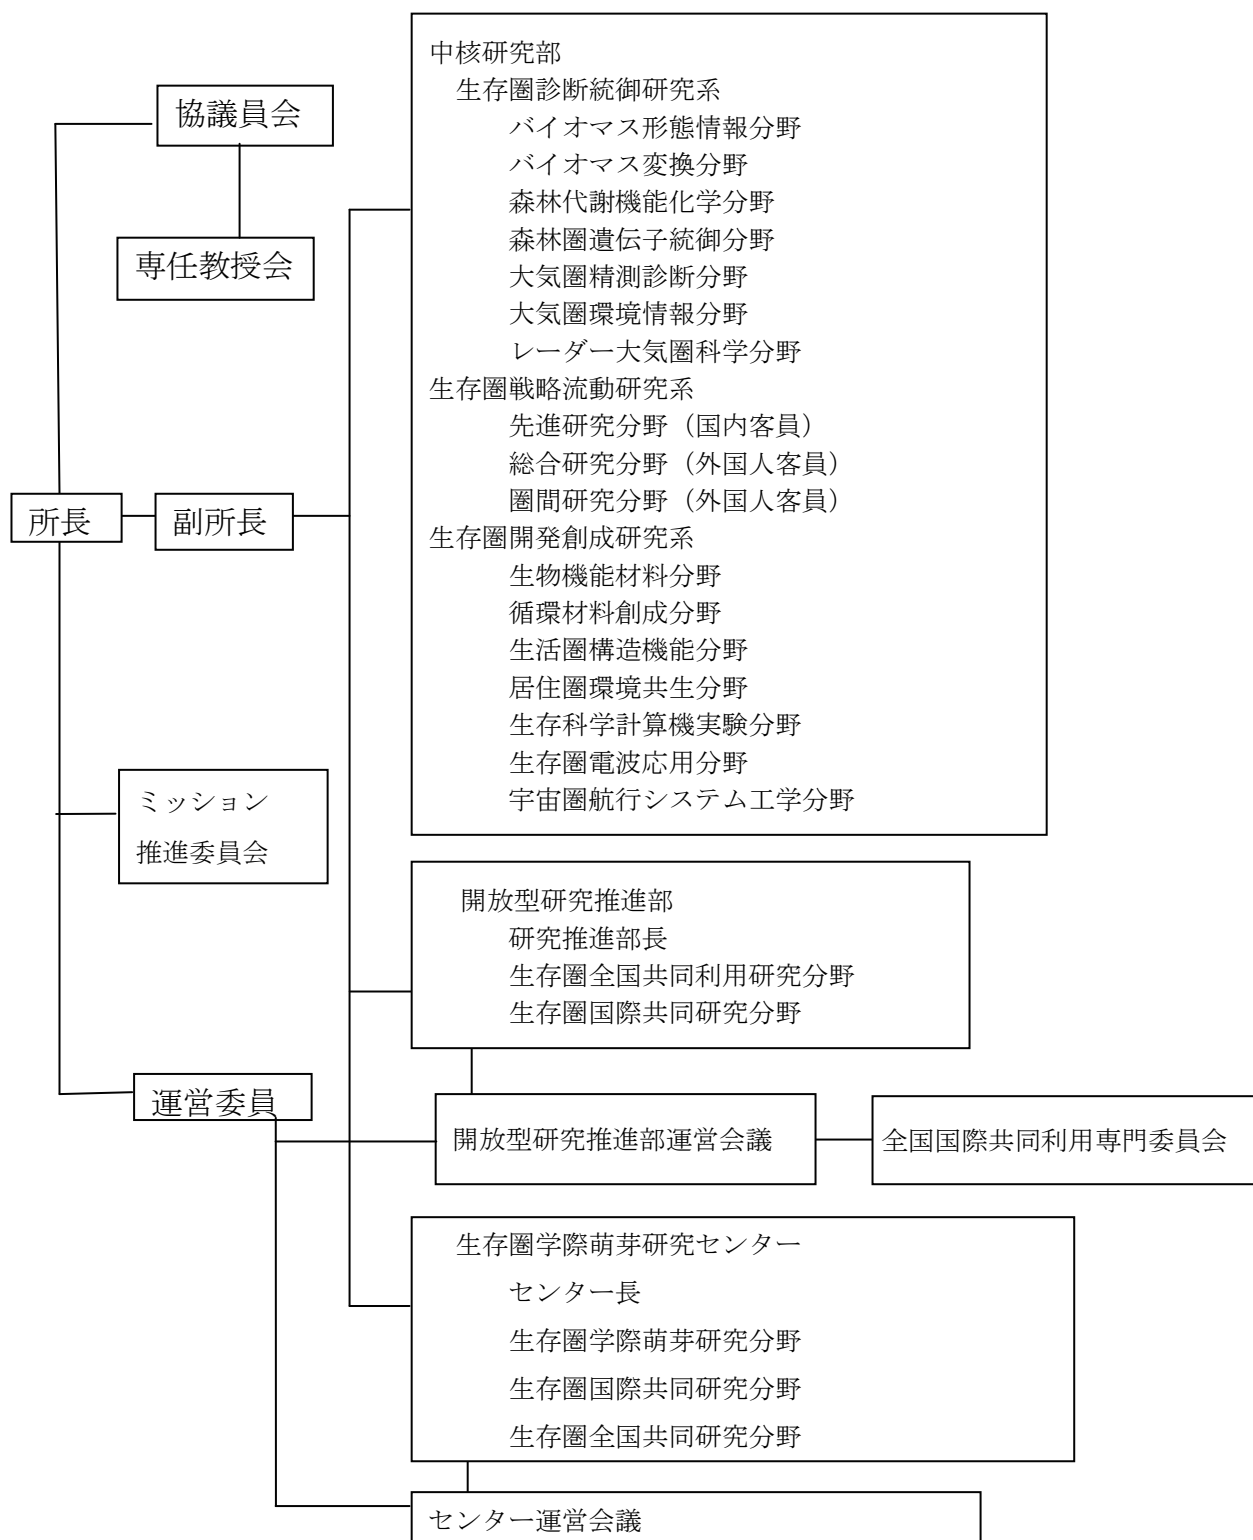 協議員会
専任教授会
所長
副所長
ミッション
推進委員会
運営委員
中核研究部
生存圏診断統御研究系
バイオマス形態情報分野
バイオマス変換分野
森林代謝機能化学分野
森林圏遺伝子統御分野
大気圏精測診断分野
大気圏環境情報分野
レーダー大気圏科学分野
生存圏戦略流動研究系
先進研究分野（国内客員）
総合研究分野（外国人客員）
圏間研究分野（外国人客員）
生存圏開発創成研究系
生物機能材料分野
循環材料創成分野
生活圏構造機能分野
居住圏環境共生分野
生存科学計算機実験分野
生存圏電波応用分野
宇宙圏航行システム工学分野
開放型研究推進部
研究推進部長
生存圏全国共同利用研究分野
生存圏国際共同研究分野
開放型研究推進部運営会議
全国国際共同利用専門委員会
生存圏学際萌芽研究センター
センター長
生存圏学際萌芽研究分野
生存圏国際共同研究分野
生存圏全国共同研究分野
センター運営会議